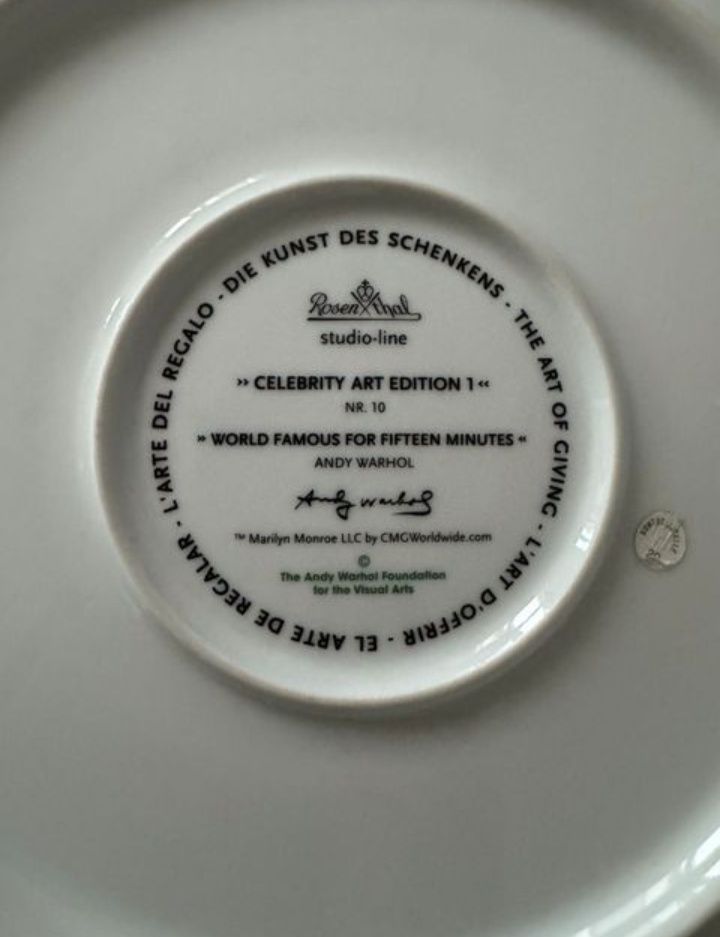 DIE KUNST DES SCHENKENS - THE ART OF GIVING - L'ART D'OFFRIR - EL ARTE DE REGALAR - L'ARTE DEL REGALO -
Rosenthal
studio-line
›› CELEBRITY ART EDITION 1 ‹‹
NR. 10
›› WORLD FAMOUS FOR FIFTEEN MINUTES ‹‹
ANDY WARHOL
Andy Warhol
™ Marilyn Monroe LLC by CMGWorldwide.com
©
The Andy Warhol Foundation
for the Visual Arts